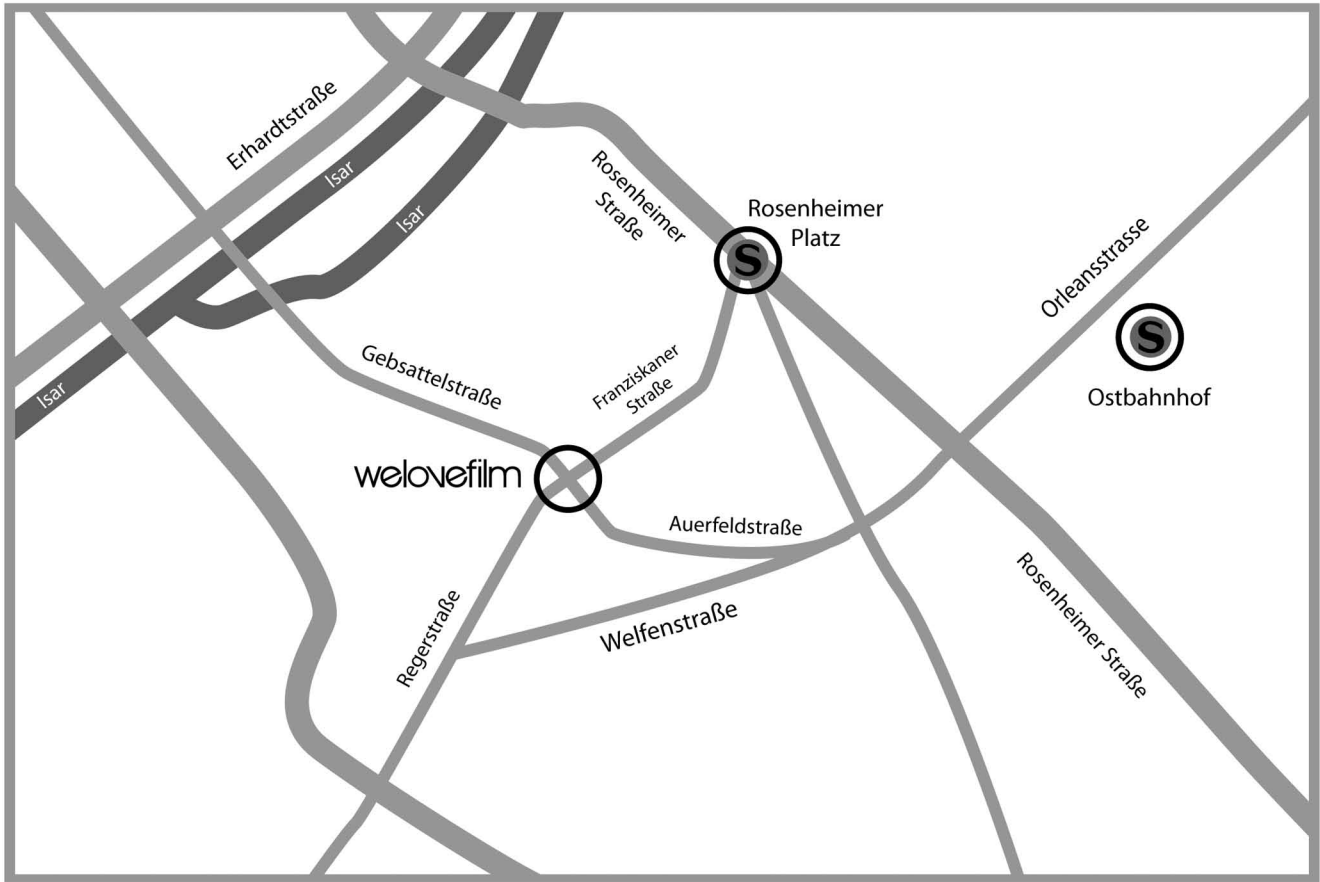 Erhardtstraße
Isar
Isar
Isar
Rosenheimer
Straße
Rosenheimer
Platz
S
Orleansstrasse
S
Ostbahnhof
Gebsattelstraße
Franziskaner
Straße
welovefilm
Auerfeldstraße
Regerstraße
Welfenstraße
Rosenheimer Straße